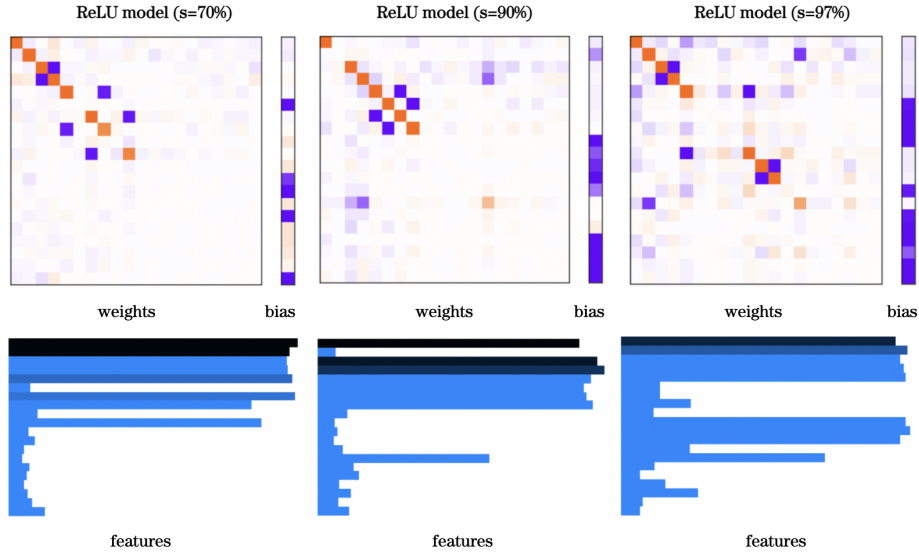 ReLU model (s=70%)
ReLU model (s=90%)
ReLU model (s=97%)
weights
bias
weights
bias
weights
bias
features
features
features